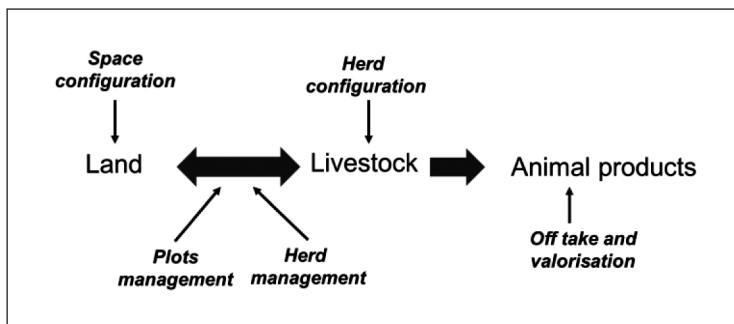 Space
configuration
Herd
configuration
Land
Livestock
Animal products
Plots
management
Herd
management
Off take and
valorisation